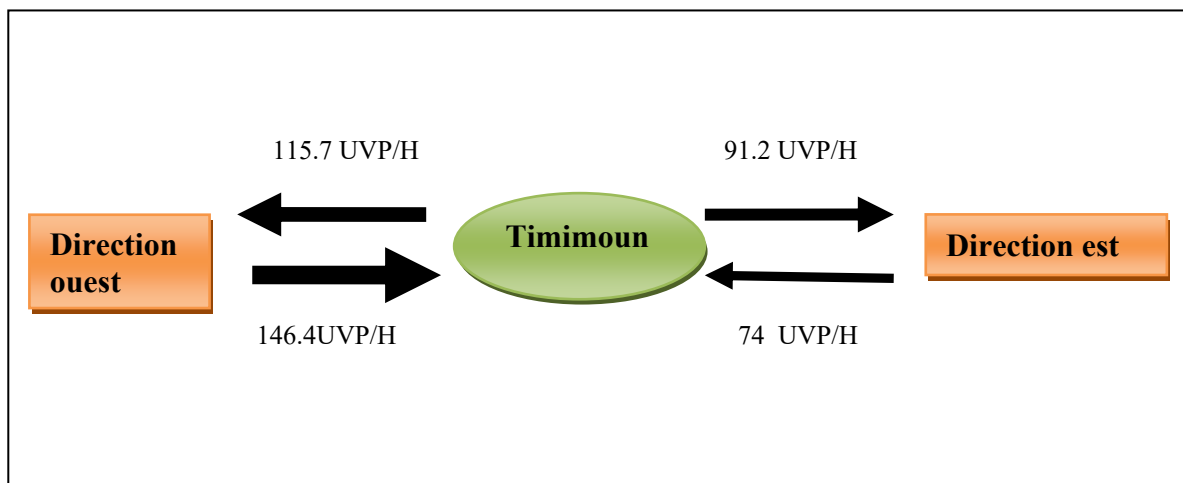 115.7 UVP/H
91.2 UVP/H
Direction
ouest
Timimoun
Direction est
146.4UVP/H
74 UVP/H